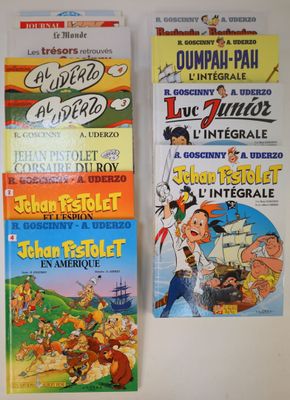 JOURNAL
Le Monde
Les trésors retrouvés
AL UDERZO
AL UDERZO
3
R. GOSCINNY A. UDERZO
JEHAN PISTOLET
CORSAIRE DU ROY
R. GOSCINNY - A. UDERZO
Jehan PISTOLET
ET L'ESPION
R. GOSCINNY - A. UDERZO
4
Jehan PISTOLET
EN AMÉRIQUE
R. GOSCINNY A. UDERZO
R. GOSCINNY A. UDERZO
OUMPAH-PAH
L'INTÉGRALE
R. GOSCINNY A. UDERZO
Luc Junior
L'INTÉGRALE
R. GOSCINNY A. UDERZO
Jehan PISTOLET
L'INTÉGRALE